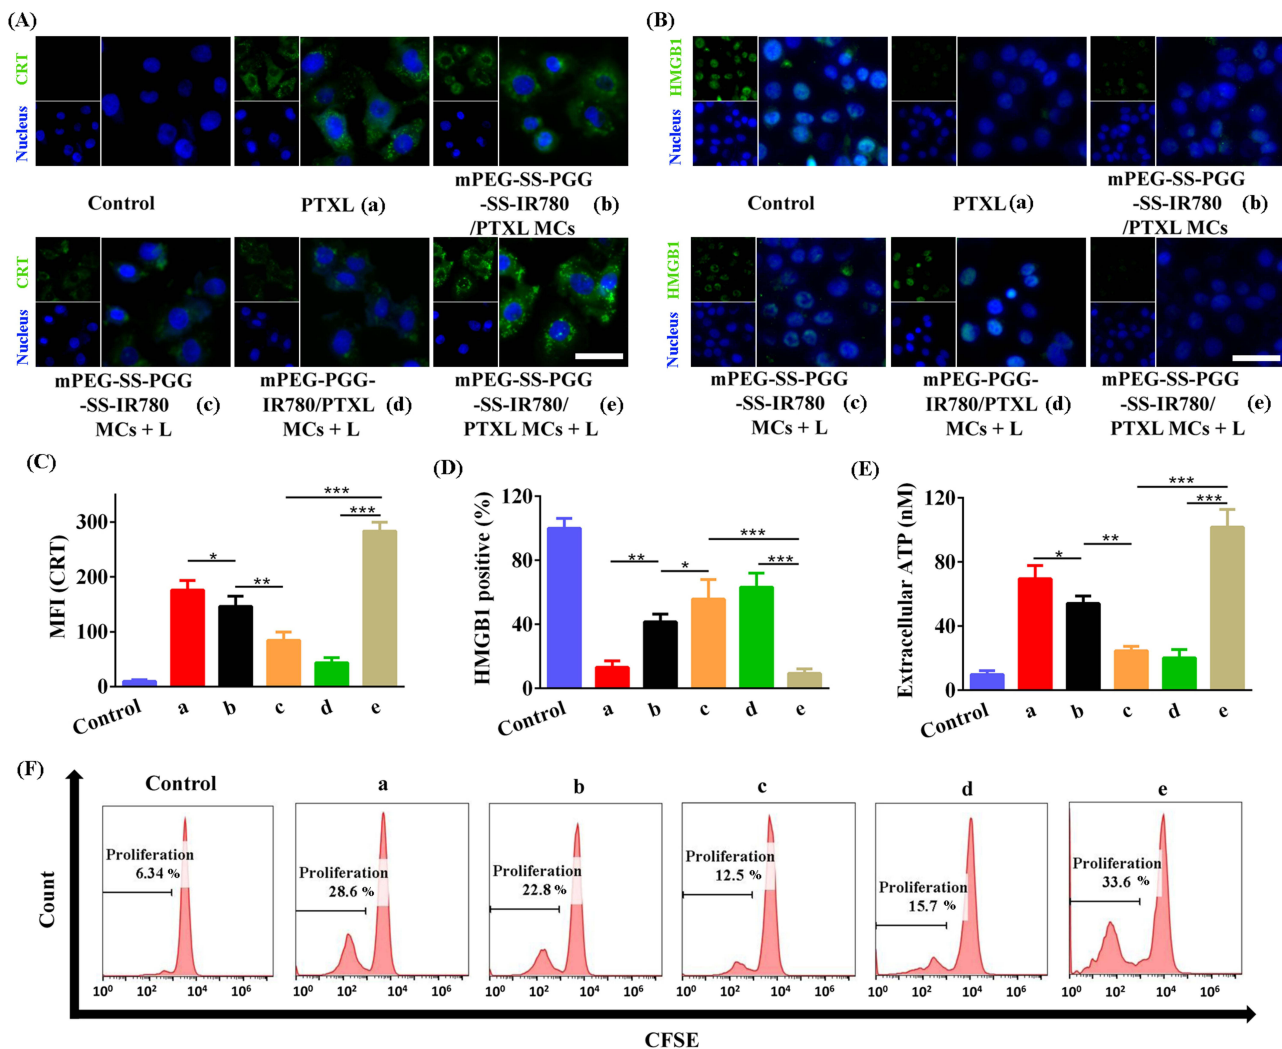 (A)
CRT
Nucleus
Control
PTXL (a)
mPEG-SS-PGG
-SS-IR780 (b)
/PTXL MCs
CRT
Nucleus
mPEG-SS-PGG
-SS-IR780 (c)
MCs + L
mPEG-PGG-
IR780/PTXL (d)
MCs + L
mPEG-SS-PGG
-SS-IR780/ (e)
PTXL MCs + L
(B)
HMGB1
Nucleus
Control
PTXL (a)
mPEG-SS-PGG
-SS-IR780 (b)
/PTXL MCs
HMGB1
Nucleus
mPEG-SS-PGG
-SS-IR780 (c)
MCs + L
mPEG-PGG-
IR780/PTXL (d)
MCs + L
mPEG-SS-PGG
-SS-IR780/ (e)
PTXL MCs + L
(C)
MFI (CRT)
300
200
100
0
*
**
***
***
Control a b c d e
(D)
HMGB1 positive (%)
120
80
40
0
**
*
***
***
Control a b c d e
(E)
Extracellular ATP (nM)
120
80
40
0
*
**
***
***
Control a b c d e
(F)
Count
Control
Proliferation
6.34 %
10⁰ 10² 10⁴ 10⁶
a
Proliferation
28.6 %
10⁰ 10² 10⁴ 10⁶
b
Proliferation
22.8 %
10⁰ 10² 10⁴ 10⁶
c
Proliferation
12.5 %
10⁰ 10² 10⁴ 10⁶
d
Proliferation
15.7 %
10⁰ 10² 10⁴ 10⁶
e
Proliferation
33.6 %
10⁰ 10² 10⁴ 10⁶
CFSE